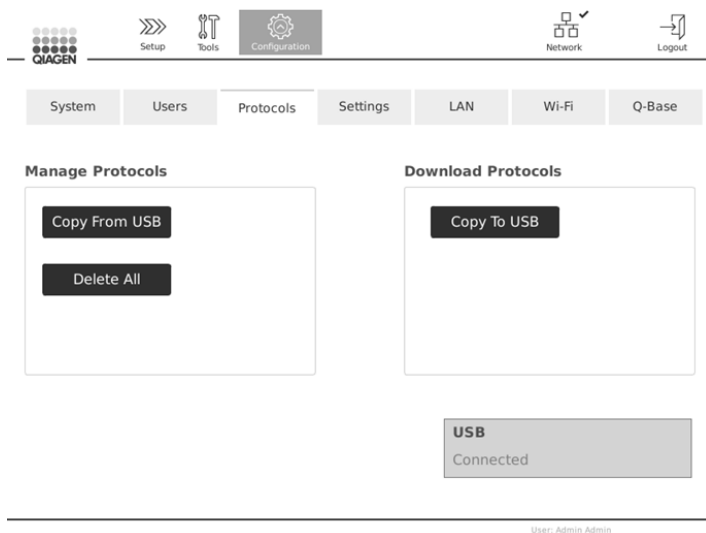 Setup
Tools
Configuration
Network
Logout
QIAGEN
System
Users
Protocols
Settings
LAN
Wi-Fi
Q-Base
Manage Protocols
Download Protocols
Copy From USB
Copy To USB
Delete All
USB
Connected
User: Admin Admin